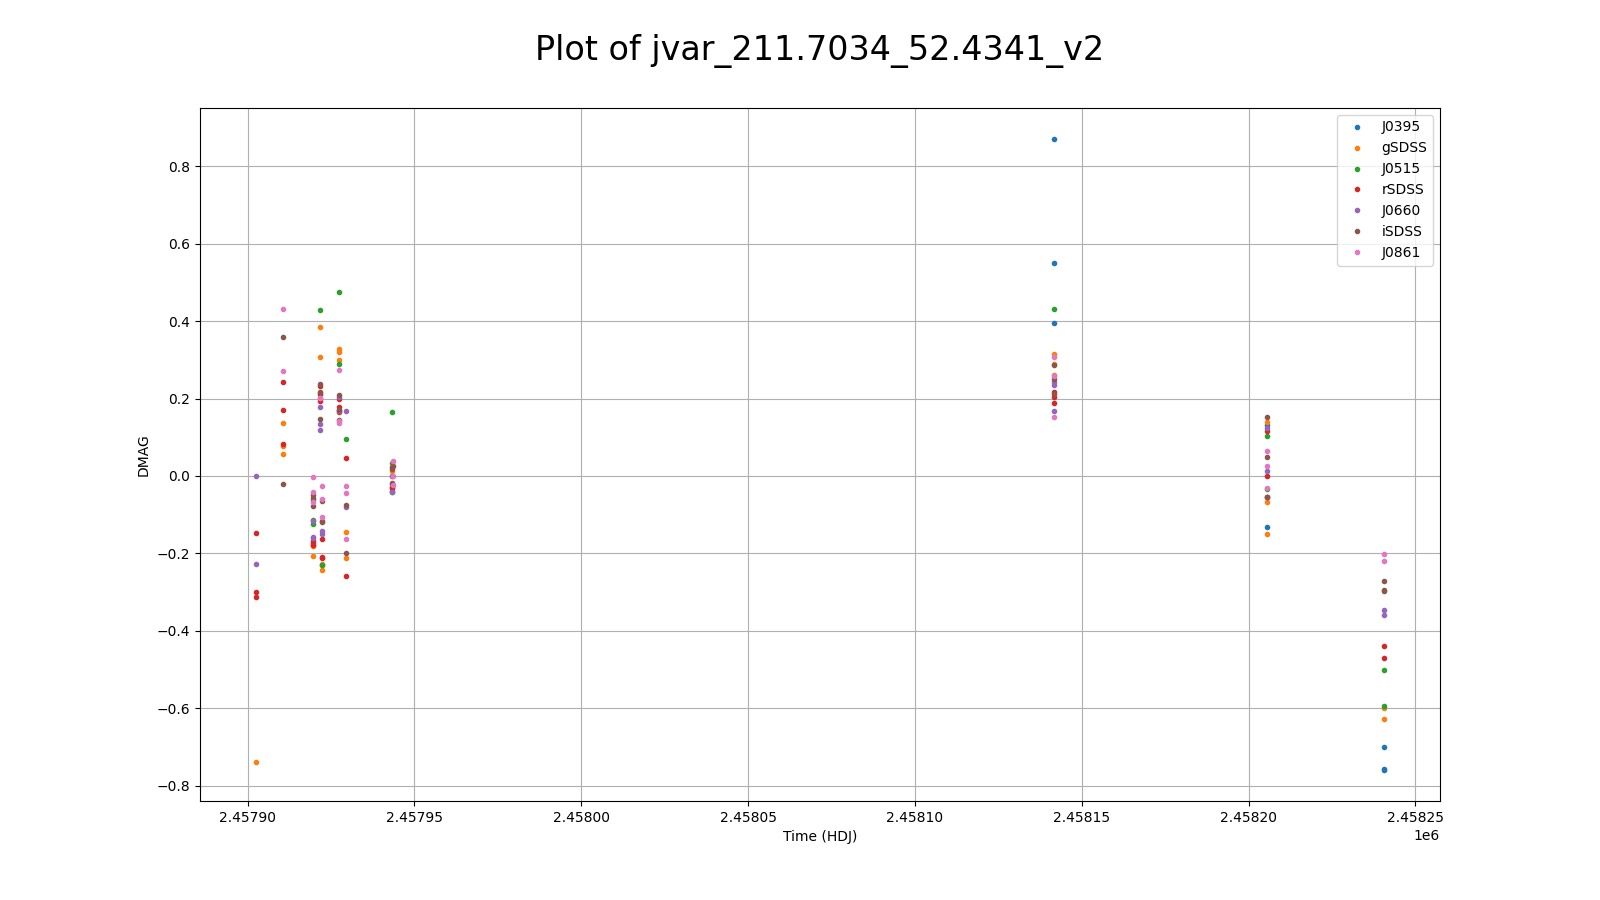 Plot of jvar_211.7034_52.4341_v2
J0395
gSDSS
J0515
rSDSS
J0660
iSDSS
J0861
DMAG
0.8
0.6
0.4
0.2
0.0
−0.2
−0.4
−0.6
−0.8
2.45790 2.45795 2.45800 2.45805 2.45810 2.45815 2.45820 2.45825
1e6
Time (HDJ)